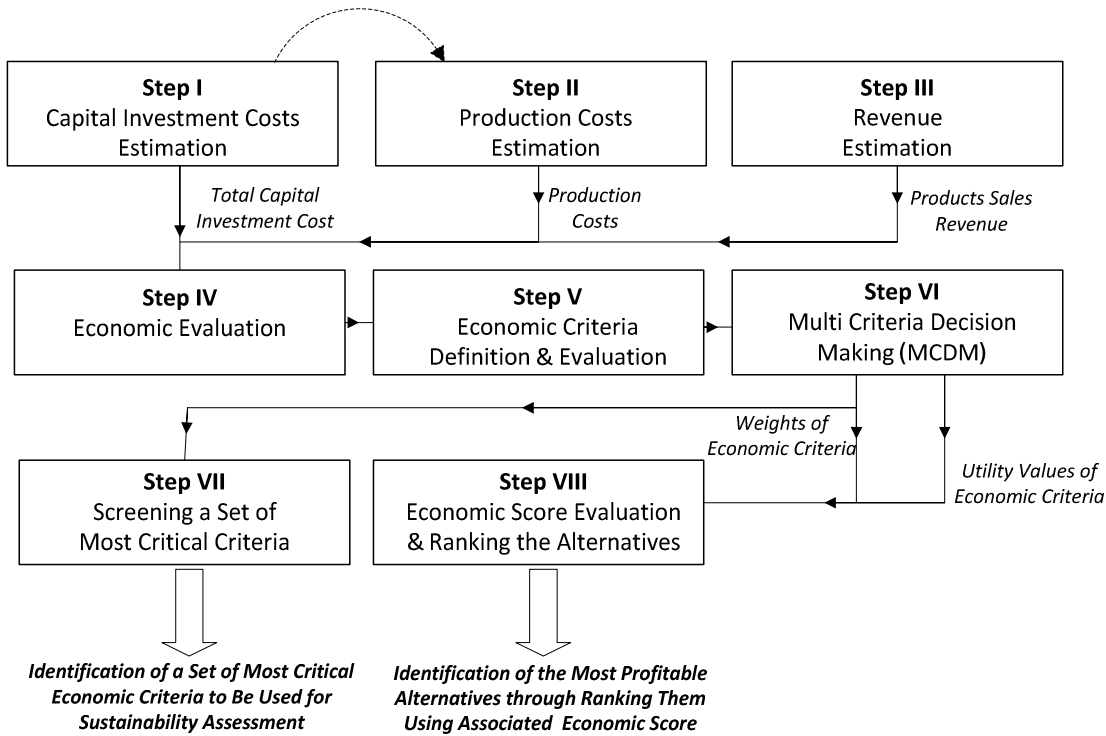 Step I
Capital Investment Costs
Estimation
Step II
Production Costs
Estimation
Step III
Revenue
Estimation
Total Capital
Investment Cost
Production
Costs
Products Sales
Revenue
Step IV
Economic Evaluation
Step V
Economic Criteria
Definition & Evaluation
Step VI
Multi Criteria Decision
Making (MCDM)
Weights of
Economic Criteria
Utility Values of
Economic Criteria
Step VII
Screening a Set of
Most Critical Criteria
Step VIII
Economic Score Evaluation
& Ranking the Alternatives
Identification of a Set of Most Critical
Economic Criteria to Be Used for
Sustainability Assessment
Identification of the Most Profitable
Alternatives through Ranking Them
Using Associated Economic Score